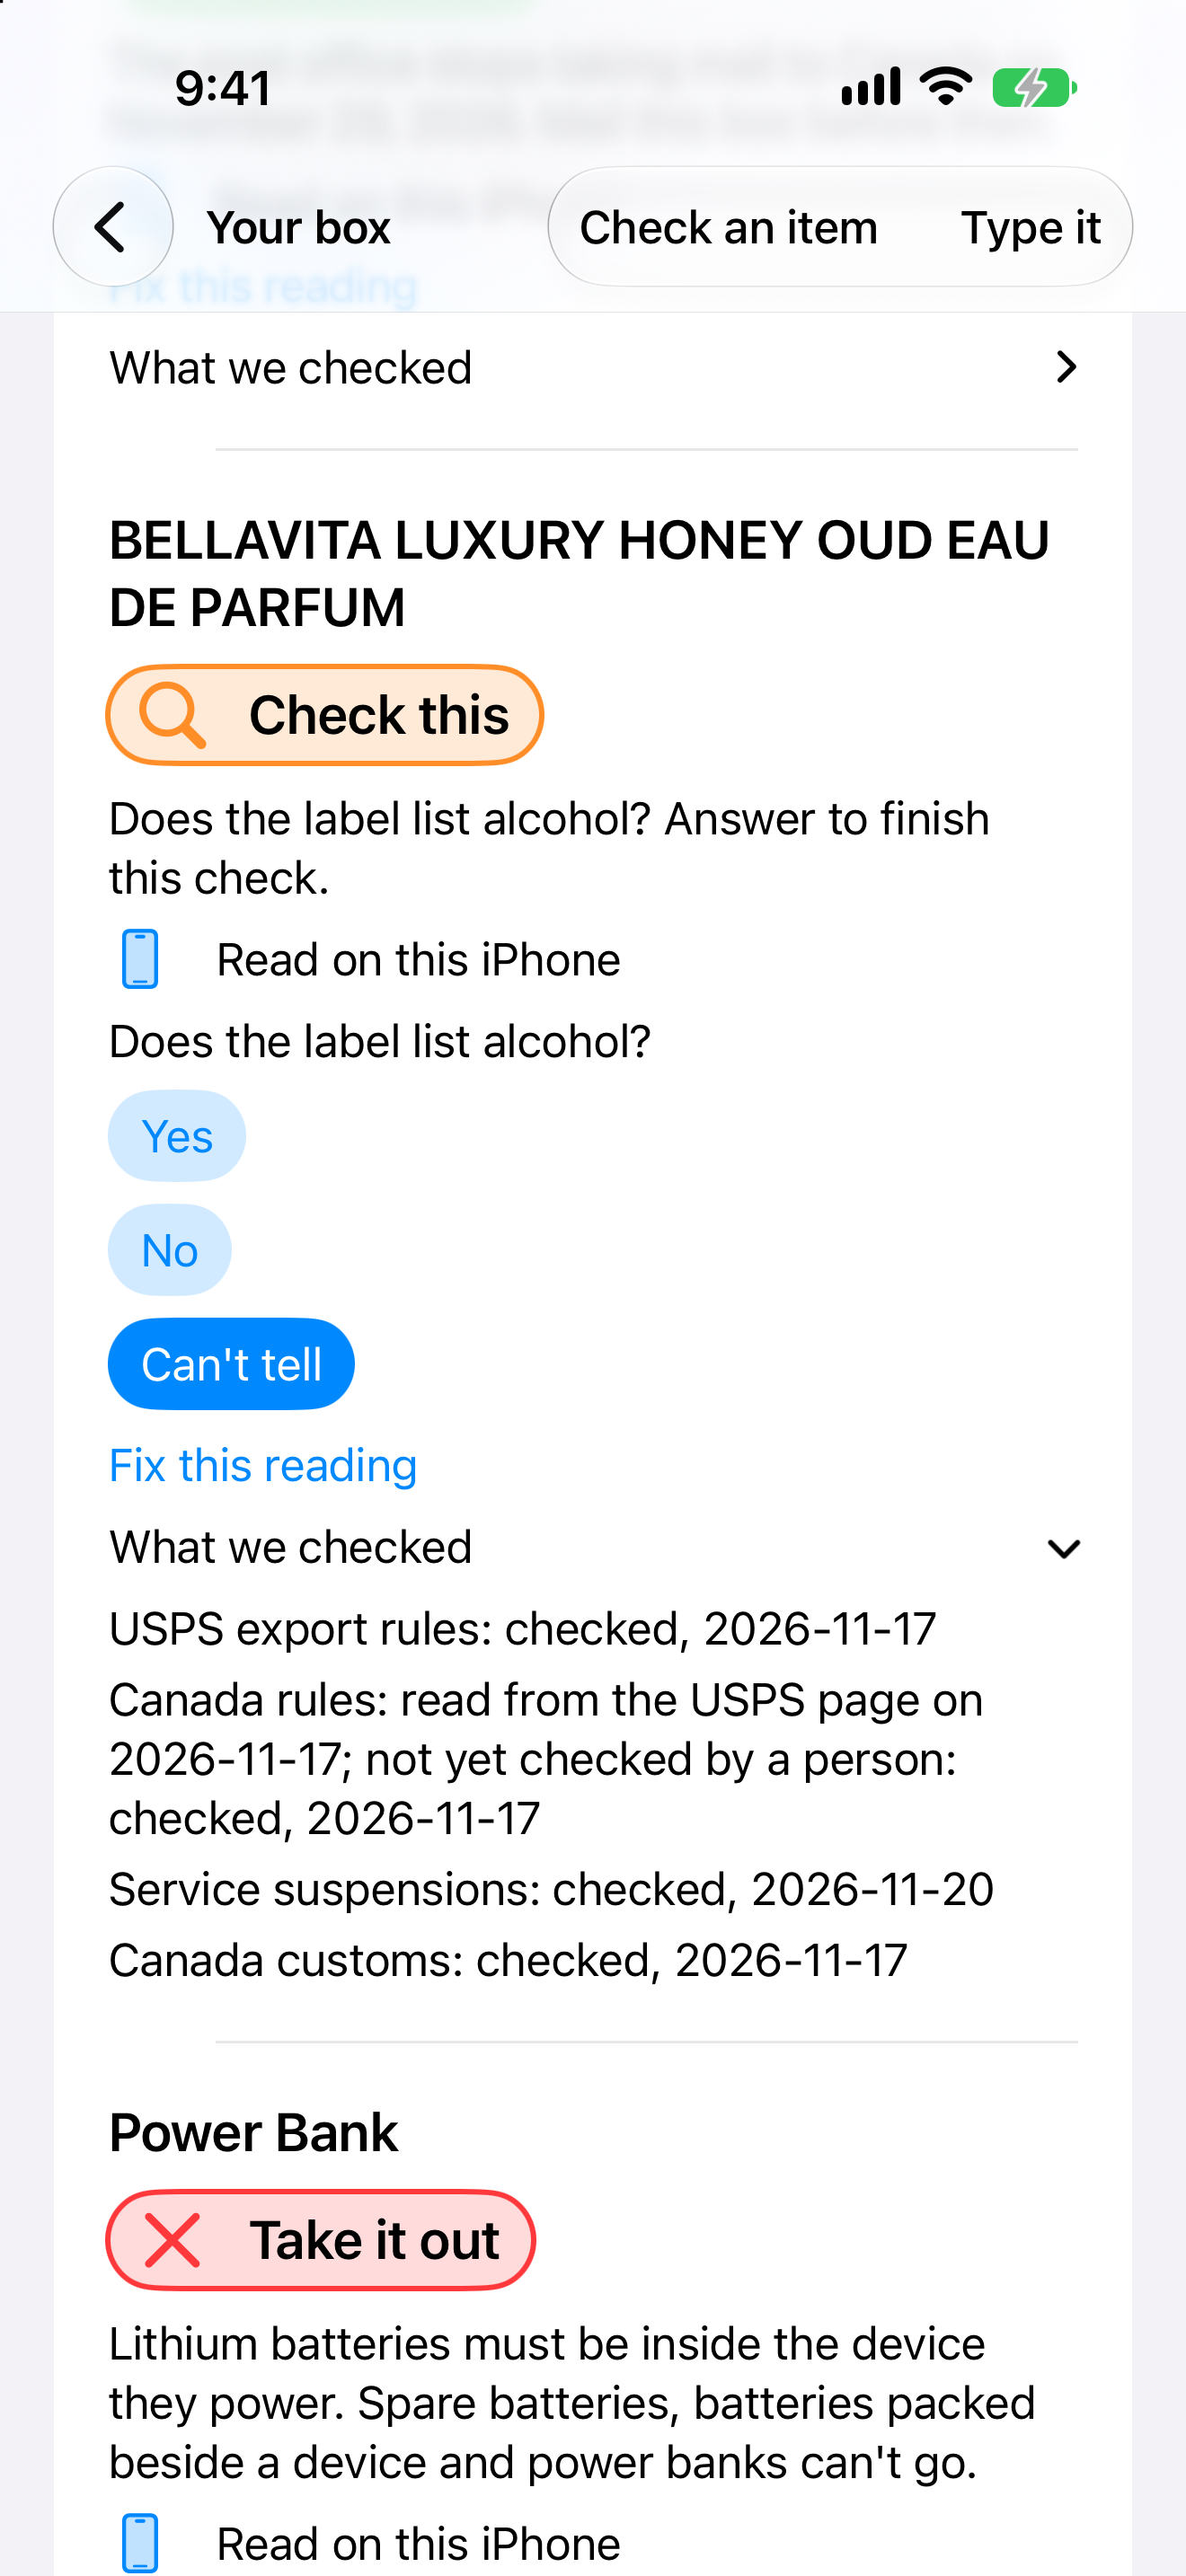 9:41
Your box
Check an item
Type it
Fix this reading
What we checked
BELLAVITA LUXURY HONEY OUD EAU
DE PARFUM
Check this
Does the label list alcohol? Answer to finish
this check.
Read on this iPhone
Does the label list alcohol?
Yes
No
Can't tell
Fix this reading
What we checked
USPS export rules: checked, 2026-11-17
Canada rules: read from the USPS page on
2026-11-17; not yet checked by a person:
checked, 2026-11-17
Service suspensions: checked, 2026-11-20
Canada customs: checked, 2026-11-17
Power Bank
Take it out
Lithium batteries must be inside the device
they power. Spare batteries, batteries packed
beside a device and power banks can't go.
Read on this iPhone